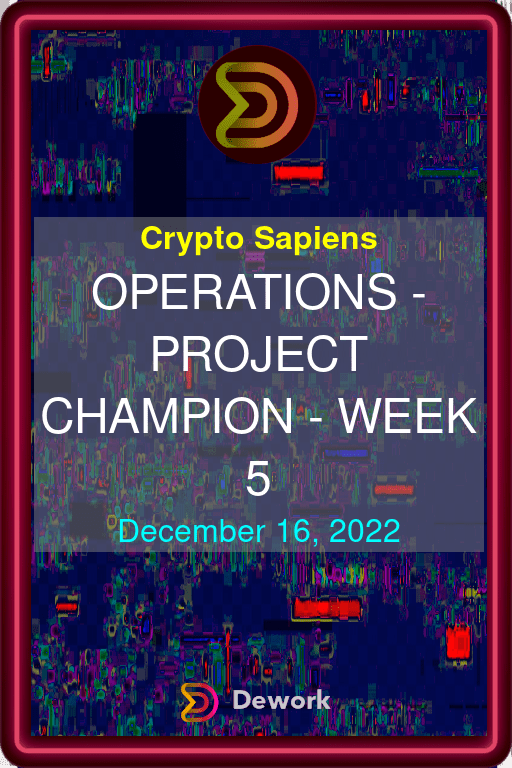 Crypto Sapiens
OPERATIONS -
PROJECT
CHAMPION - WEEK
5
December 16, 2022
Dework